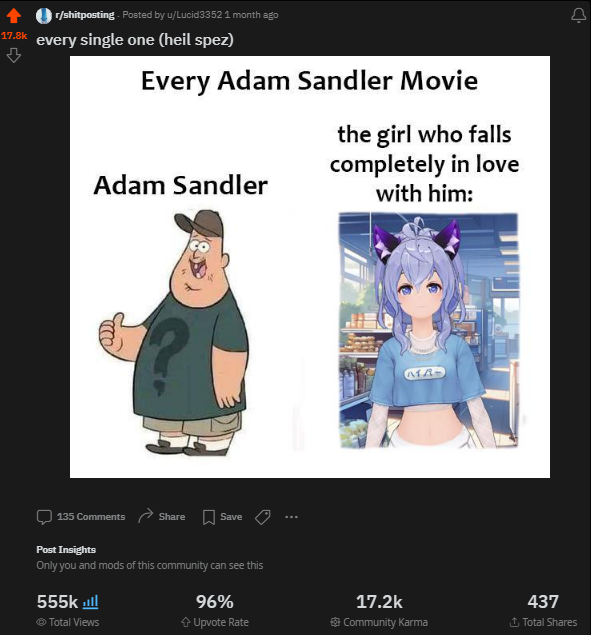 r/shitposting · Posted by u/Lucid3352 1 month ago
17.8k
every single one (heil spez)
Every Adam Sandler Movie
Adam Sandler
the girl who falls
completely in love
with him:
?
ハイパー
135 Comments Share Save
Post Insights
Only you and mods of this community can see this
555k 96% 17.2k 437
Total Views Upvote Rate Community Karma Total Shares